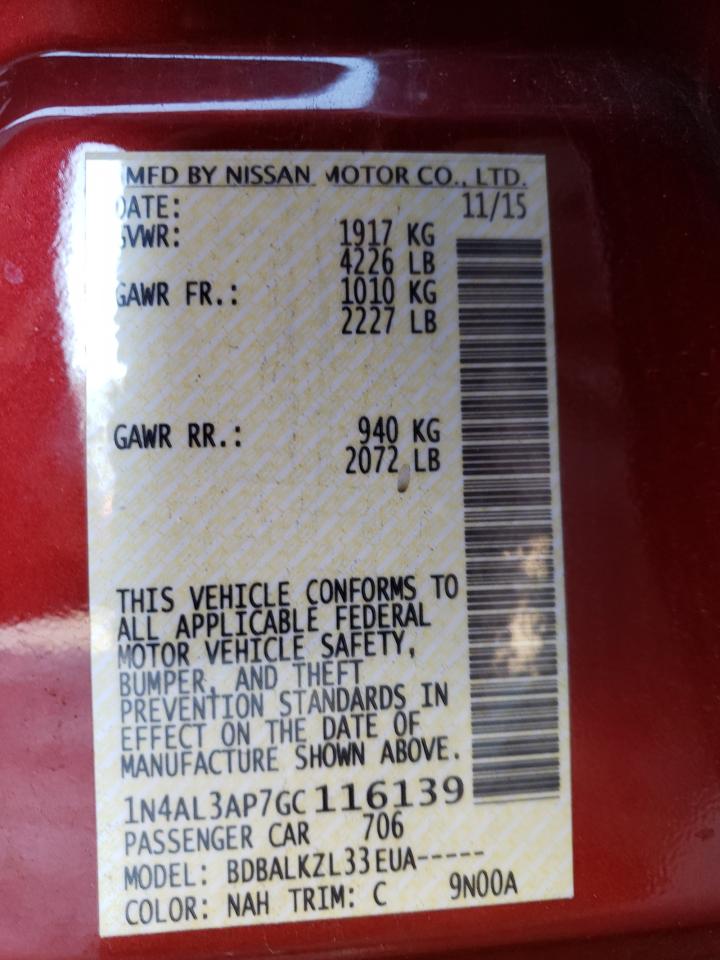 MFD BY NISSAN MOTOR CO., LTD.
DATE: 11/15
GVWR: 1917 KG
4226 LB
GAWR FR.: 1010 KG
2227 LB
GAWR RR.: 940 KG
2072 LB
THIS VEHICLE CONFORMS TO
ALL APPLICABLE FEDERAL
MOTOR VEHICLE SAFETY,
BUMPER, AND THEFT
PREVENTION STANDARDS IN
EFFECT ON THE DATE OF
MANUFACTURE SHOWN ABOVE.
1N4AL3AP7GC116139
PASSENGER CAR 706
MODEL: BDBALKZL33EUA-----
COLOR: NAH TRIM: C 9N00A